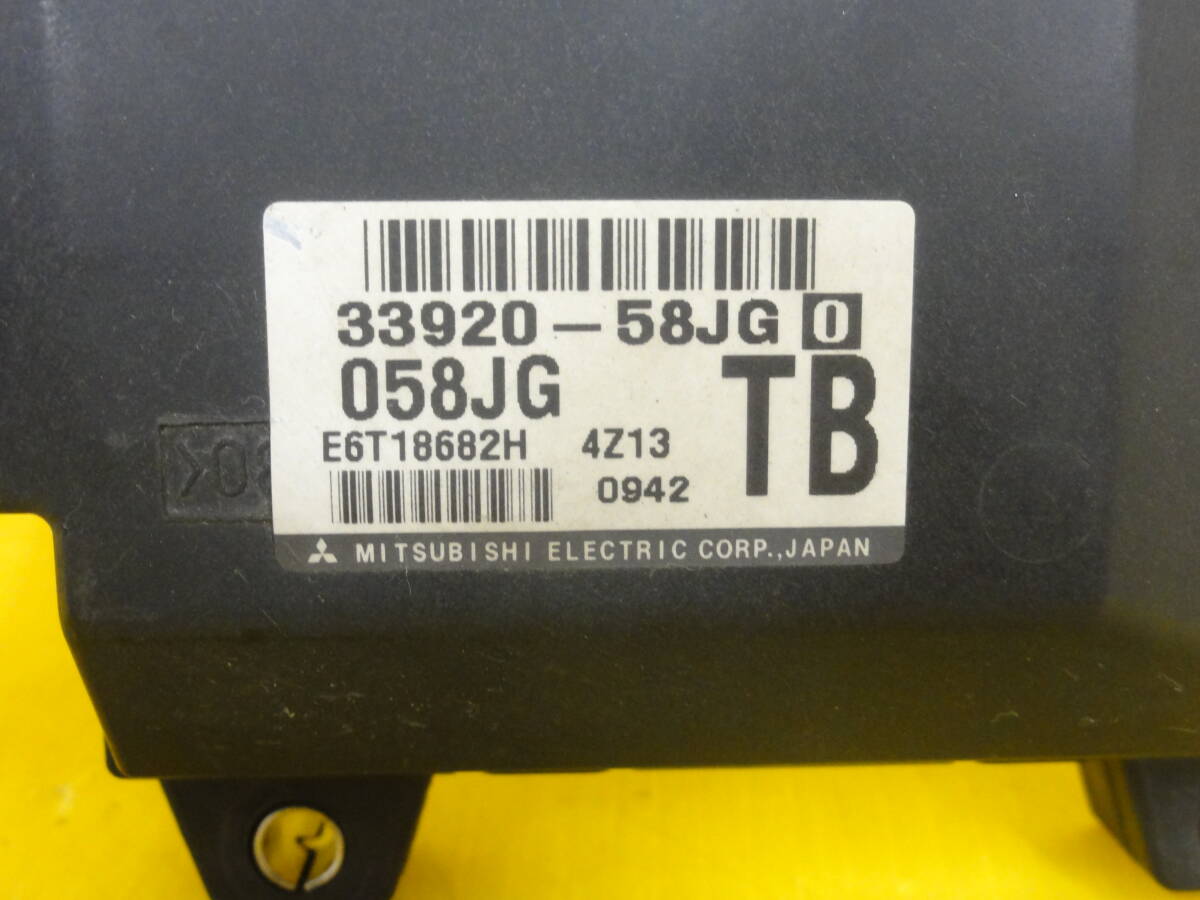 33920-58JG 0
058JG
TB
E6T18682H 4Z13
0942
MITSUBISHI ELECTRIC CORP.,JAPAN